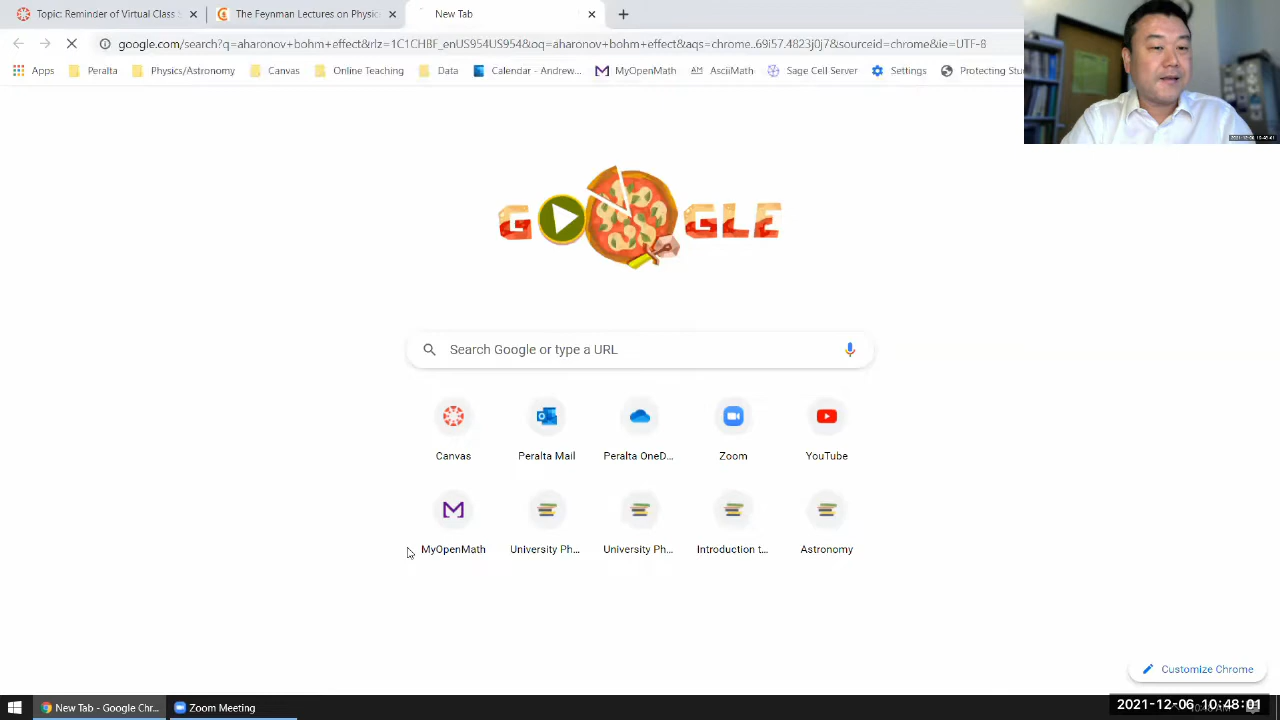 Topic: Reminder of Virtual Class S
The Feynman Lectures on Physic
New Tab
google.com/search?q=aharonov+bohm+effect&rlz=1C1CHBF_enUS954US954&oq=aharonov+bohm+effect&aqs=chrome..69i57.4823j0j7&sourceid=chrome&ie=UTF-8
Apps
Peralta
Physics/Astronomy
Canvas
Online Teaching
Data
Calendar - Andrew...
MyOpenMath
AsciiMath
Sage Cell Server
Settings
Protecting Stu
GOOGLE
Search Google or type a URL
Canvas
Peralta Mail
Peralta OneD...
Zoom
YouTube
MyOpenMath
University Ph...
University Ph...
Introduction t...
Astronomy
Customize Chrome
New Tab - Google Chr...
Zoom Meeting
2021-12-06 10:48:01